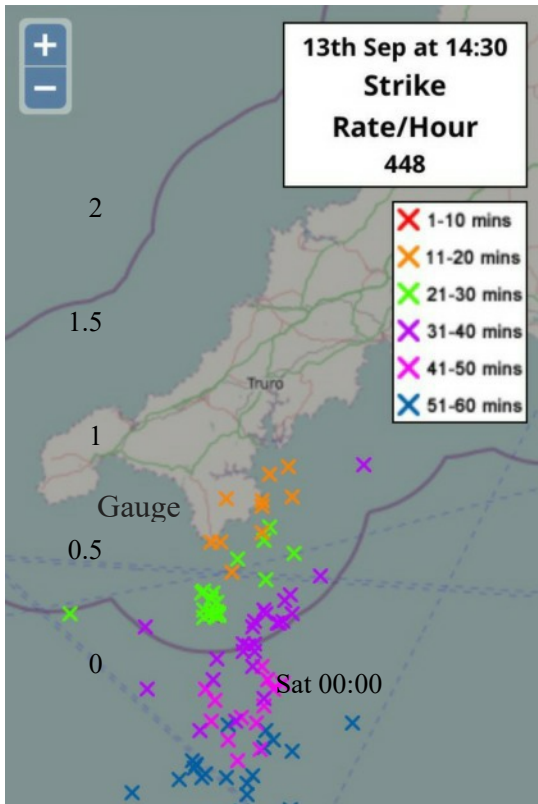 +
−
13th Sep at 14:30
Strike
Rate/Hour
448
2
1-10 mins
11-20 mins
21-30 mins
31-40 mins
41-50 mins
51-60 mins
1.5
Truro
1
Gauge
0.5
0
Sat 00:00